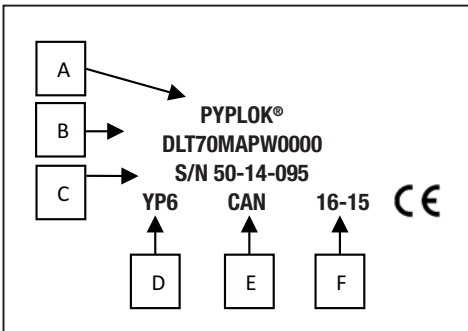 A
PYPLOK®
B
DLT70MAPW0000
C
S/N 50-14-095
YP6 CAN 16-15 CE
D E F